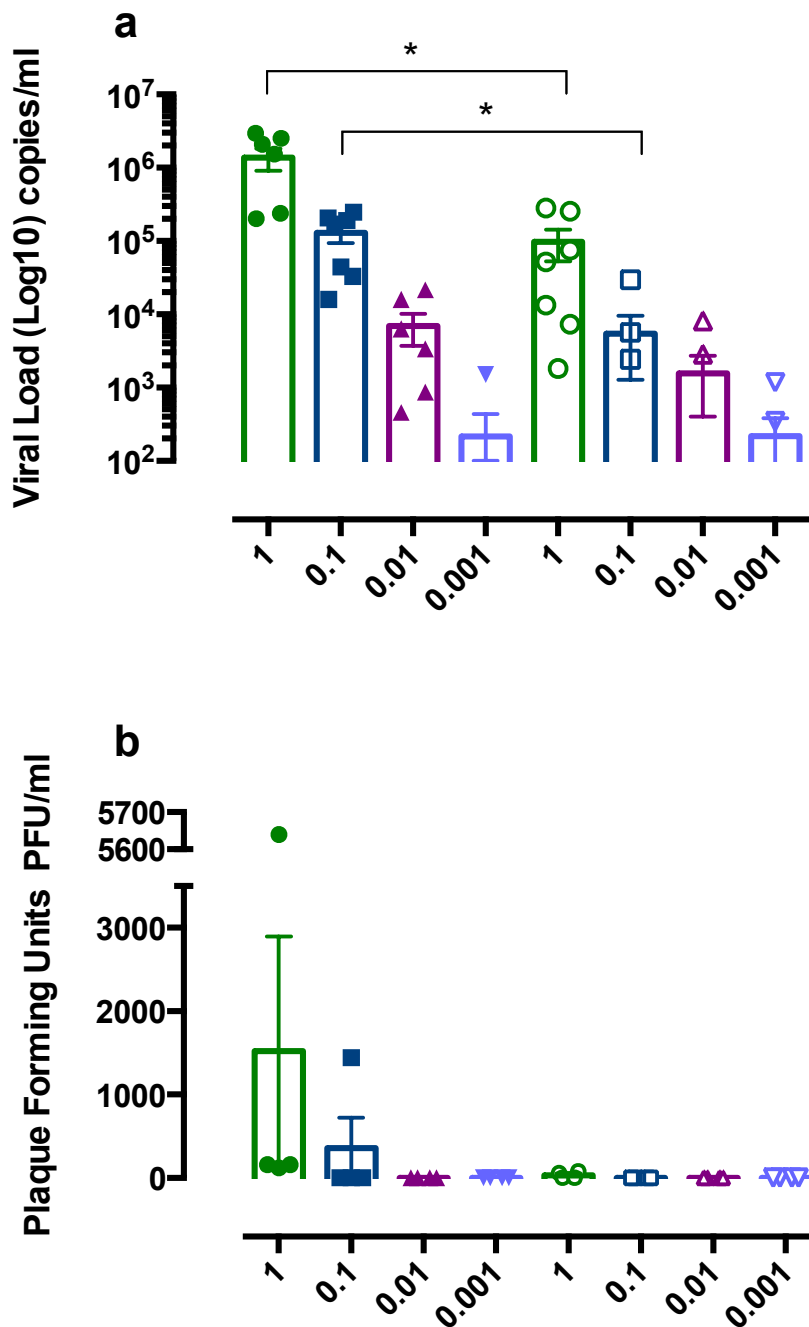 a
*
*
Viral Load (Log10) copies/ml
10⁷
10⁶
10⁵
10⁴
10³
10²
1 0.1 0.01 0.001 1 0.1 0.01 0.001
b
Plaque Forming Units PFU/ml
5700
5600
3000
2000
1000
0
1 0.1 0.01 0.001 1 0.1 0.01 0.001